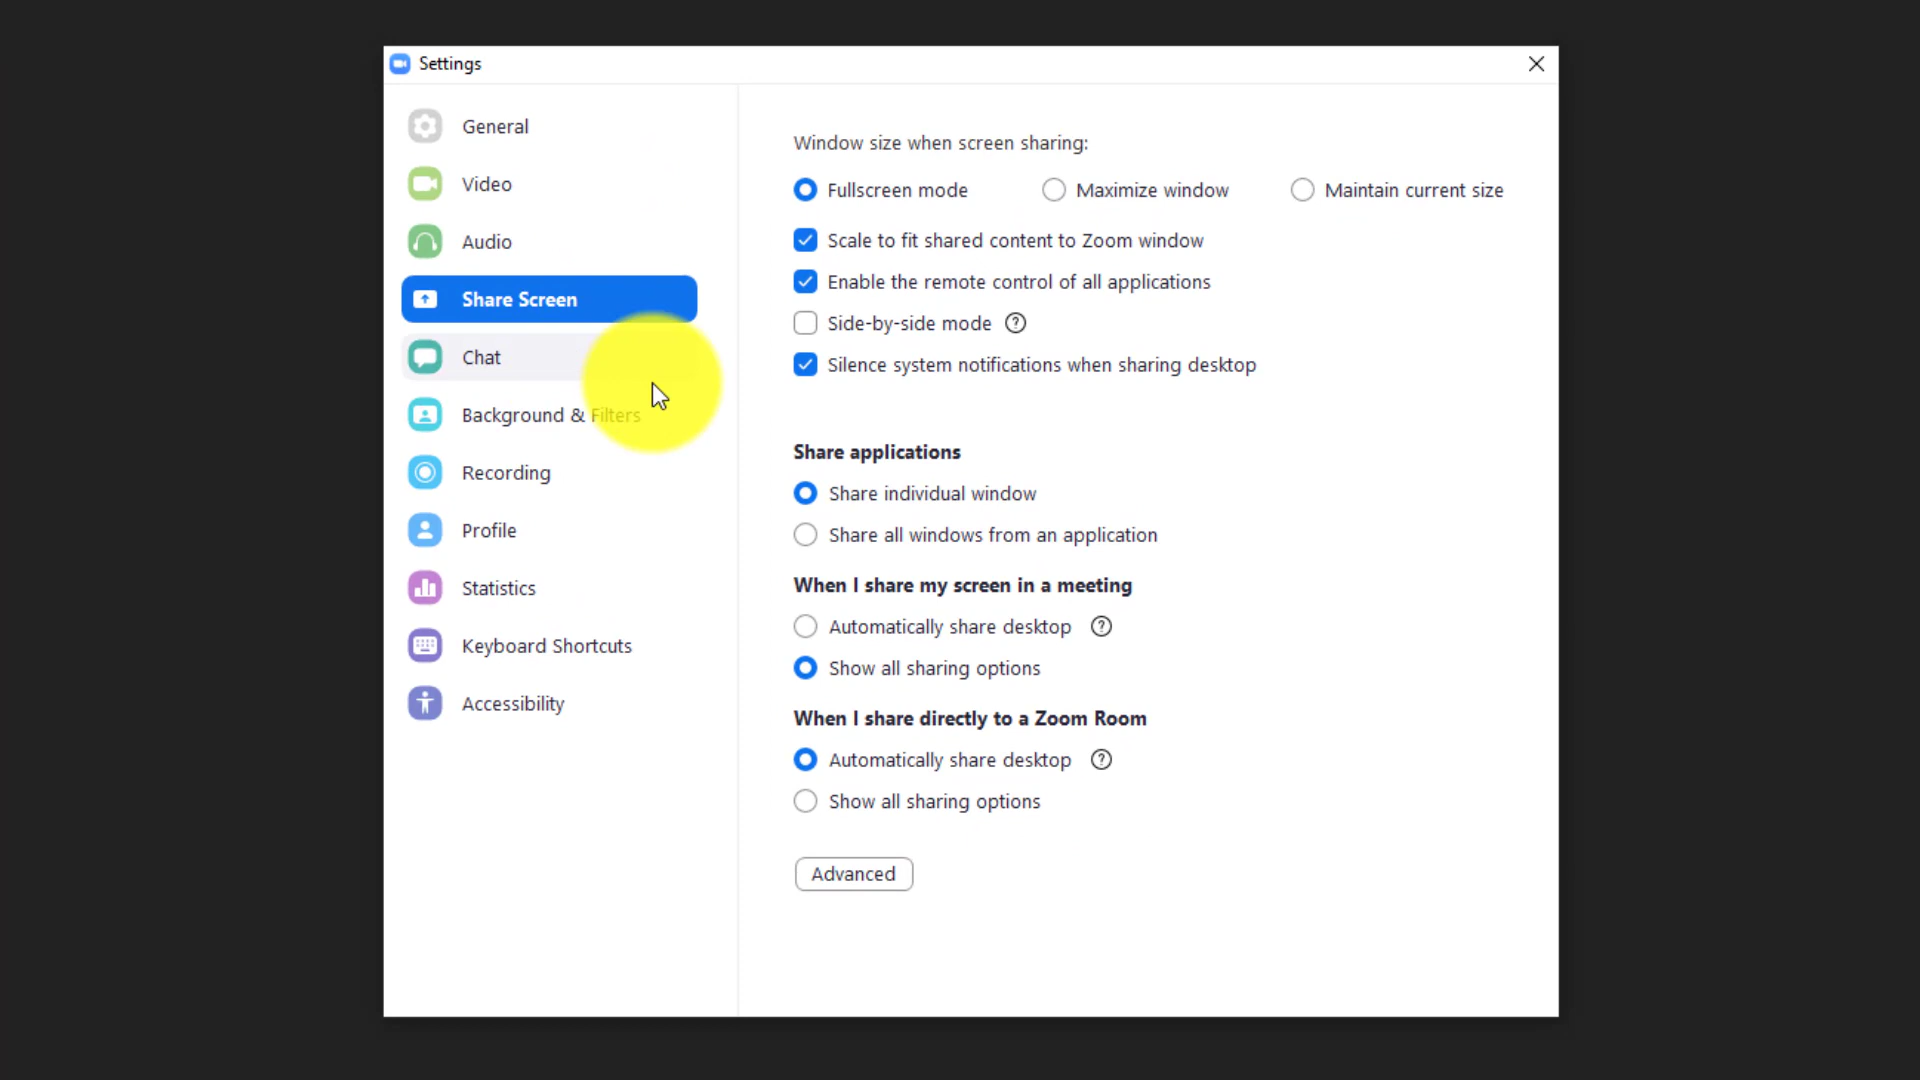 Settings
General
Video
Audio
Share Screen
Chat
Background & Filters
Recording
Profile
Statistics
Keyboard Shortcuts
Accessibility
Window size when screen sharing:
Fullscreen mode Maximize window Maintain current size
Scale to fit shared content to Zoom window
Enable the remote control of all applications
Side-by-side mode ?
Silence system notifications when sharing desktop
Share applications
Share individual window
Share all windows from an application
When I share my screen in a meeting
Automatically share desktop ?
Show all sharing options
When I share directly to a Zoom Room
Automatically share desktop ?
Show all sharing options
Advanced